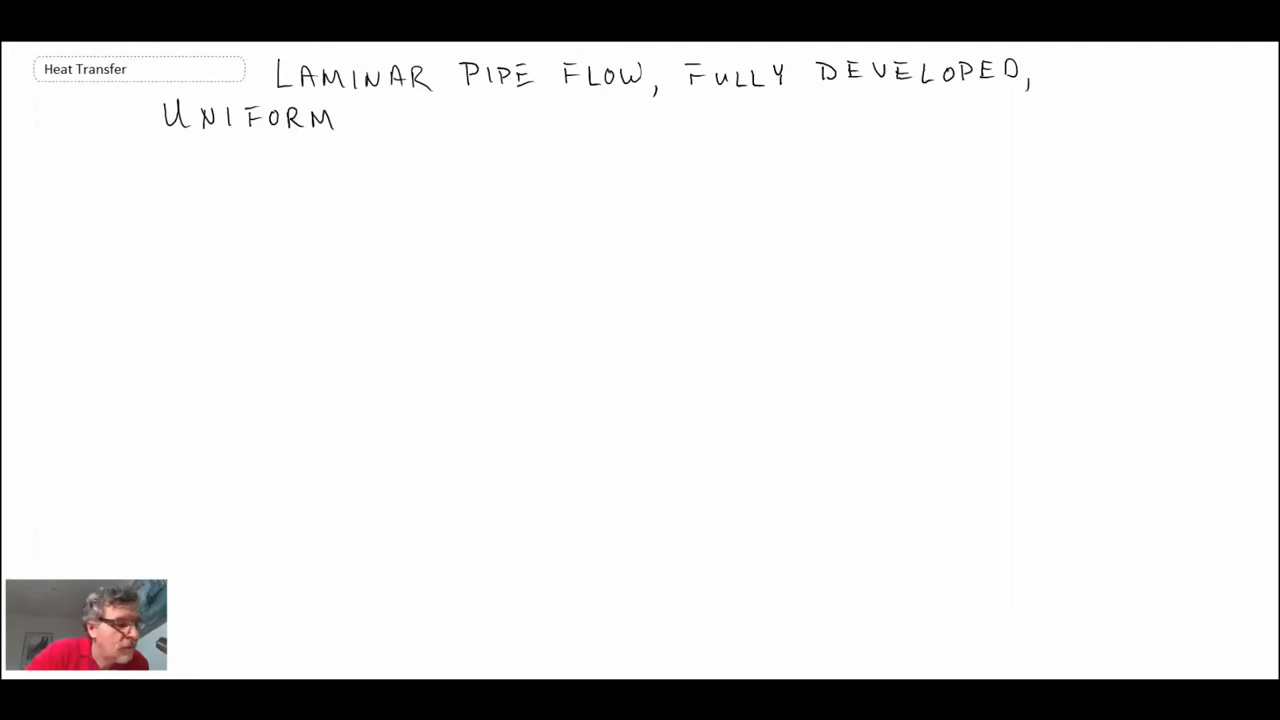 Heat Transfer
LAMINAR PIPE FLOW, FULLY DEVELOPED,
UNIFORM